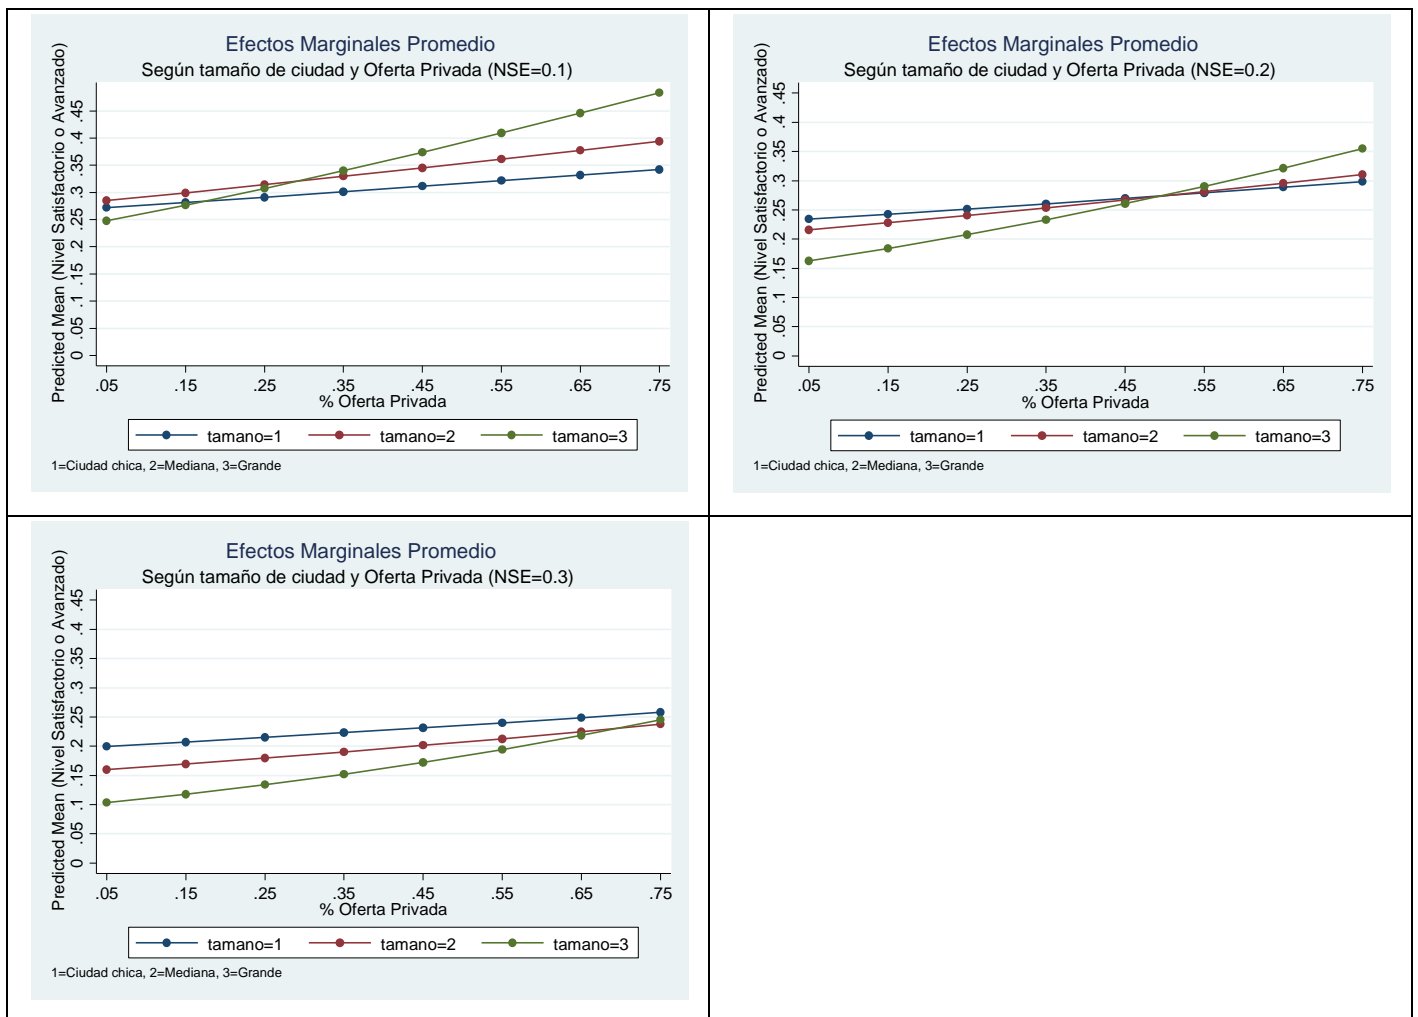 Efectos Marginales Promedio
Según tamaño de ciudad y Oferta Privada (NSE=0.1)
Predicted Mean (Nivel Satisfactorio o Avanzado)
.45
.4
.35
.3
.25
.2
.15
.1
.05
0
.05 .15 .25 .35 .45 .55 .65 .75
% Oferta Privada
tamano=1 tamano=2 tamano=3
1=Ciudad chica, 2=Mediana, 3=Grande
Efectos Marginales Promedio
Según tamaño de ciudad y Oferta Privada (NSE=0.2)
Predicted Mean (Nivel Satisfactorio o Avanzado)
.45
.4
.35
.3
.25
.2
.15
.1
.05
0
.05 .15 .25 .35 .45 .55 .65 .75
% Oferta Privada
tamano=1 tamano=2 tamano=3
1=Ciudad chica, 2=Mediana, 3=Grande
Efectos Marginales Promedio
Según tamaño de ciudad y Oferta Privada (NSE=0.3)
Predicted Mean (Nivel Satisfactorio o Avanzado)
.45
.4
.35
.3
.25
.2
.15
.1
.05
0
.05 .15 .25 .35 .45 .55 .65 .75
% Oferta Privada
tamano=1 tamano=2 tamano=3
1=Ciudad chica, 2=Mediana, 3=Grande